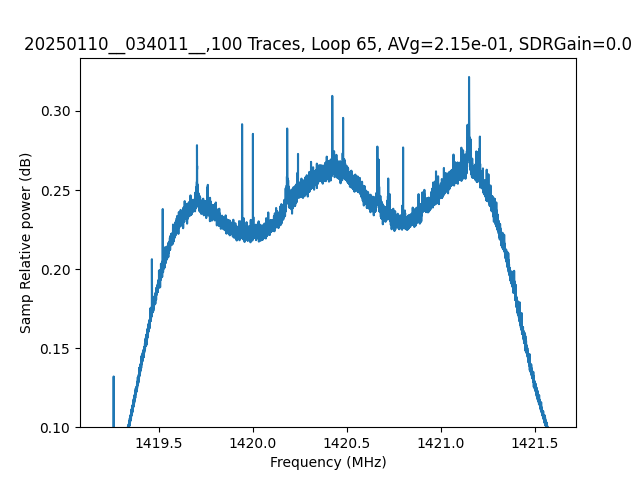 20250110__034011__,100 Traces, Loop 65, AVg=2.15e-01, SDRGain=0.0
0.30
0.25
0.20
0.15
0.10
Samp Relative power (dB)
1419.5 1420.0 1420.5 1421.0 1421.5
Frequency (MHz)